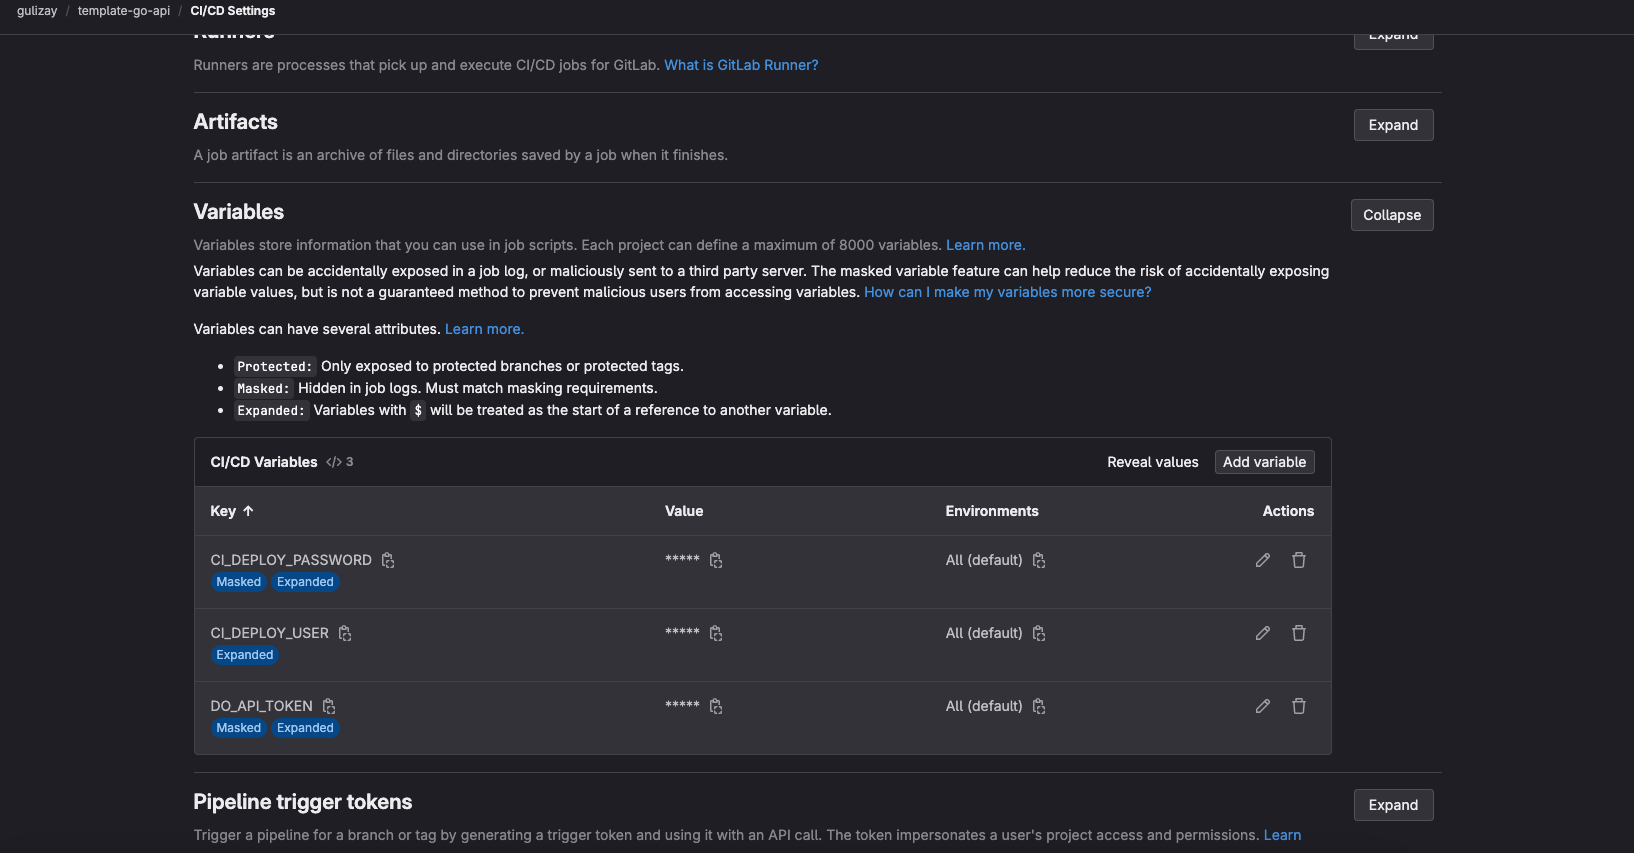 gulizay / template-go-api / CI/CD Settings
Runners
Expand
Runners are processes that pick up and execute CI/CD jobs for GitLab. What is GitLab Runner?
Artifacts
Expand
A job artifact is an archive of files and directories saved by a job when it finishes.
Variables
Collapse
Variables store information that you can use in job scripts. Each project can define a maximum of 8000 variables. Learn more.
Variables can be accidentally exposed in a job log, or maliciously sent to a third party server. The masked variable feature can help reduce the risk of accidentally exposing
variable values, but is not a guaranteed method to prevent malicious users from accessing variables. How can I make my variables more secure?
Variables can have several attributes. Learn more.
• Protected: Only exposed to protected branches or protected tags.
• Masked: Hidden in job logs. Must match masking requirements.
• Expanded: Variables with $ will be treated as the start of a reference to another variable.
CI/CD Variables </> 3 Reveal values Add variable
Key ↑ Value Environments Actions
CI_DEPLOY_PASSWORD ***** All (default)
Masked Expanded
CI_DEPLOY_USER ***** All (default)
Expanded
DO_API_TOKEN ***** All (default)
Masked Expanded
Pipeline trigger tokens
Expand
Trigger a pipeline for a branch or tag by generating a trigger token and using it with an API call. The token impersonates a user's project access and permissions. Learn